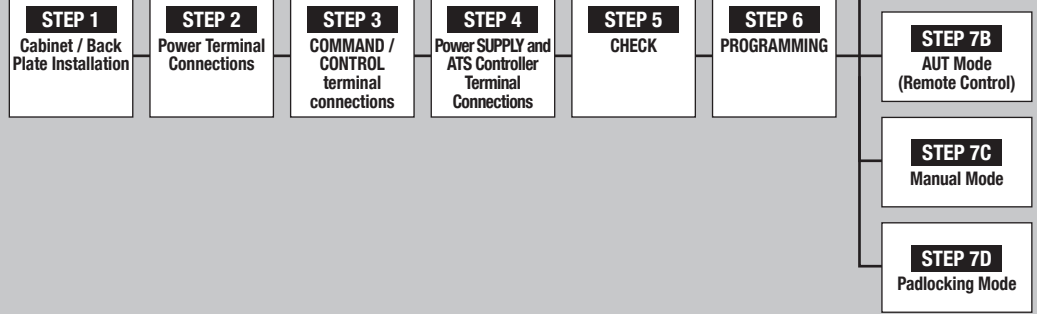 STEP 1
Cabinet / Back
Plate Installation
STEP 2
Power Terminal
Connections
STEP 3
COMMAND /
CONTROL
terminal
connections
STEP 4
Power SUPPLY and
ATS Controller
Terminal
Connections
STEP 5
CHECK
STEP 6
PROGRAMMING
STEP 7B
AUT Mode
(Remote Control)
STEP 7C
Manual Mode
STEP 7D
Padlocking Mode